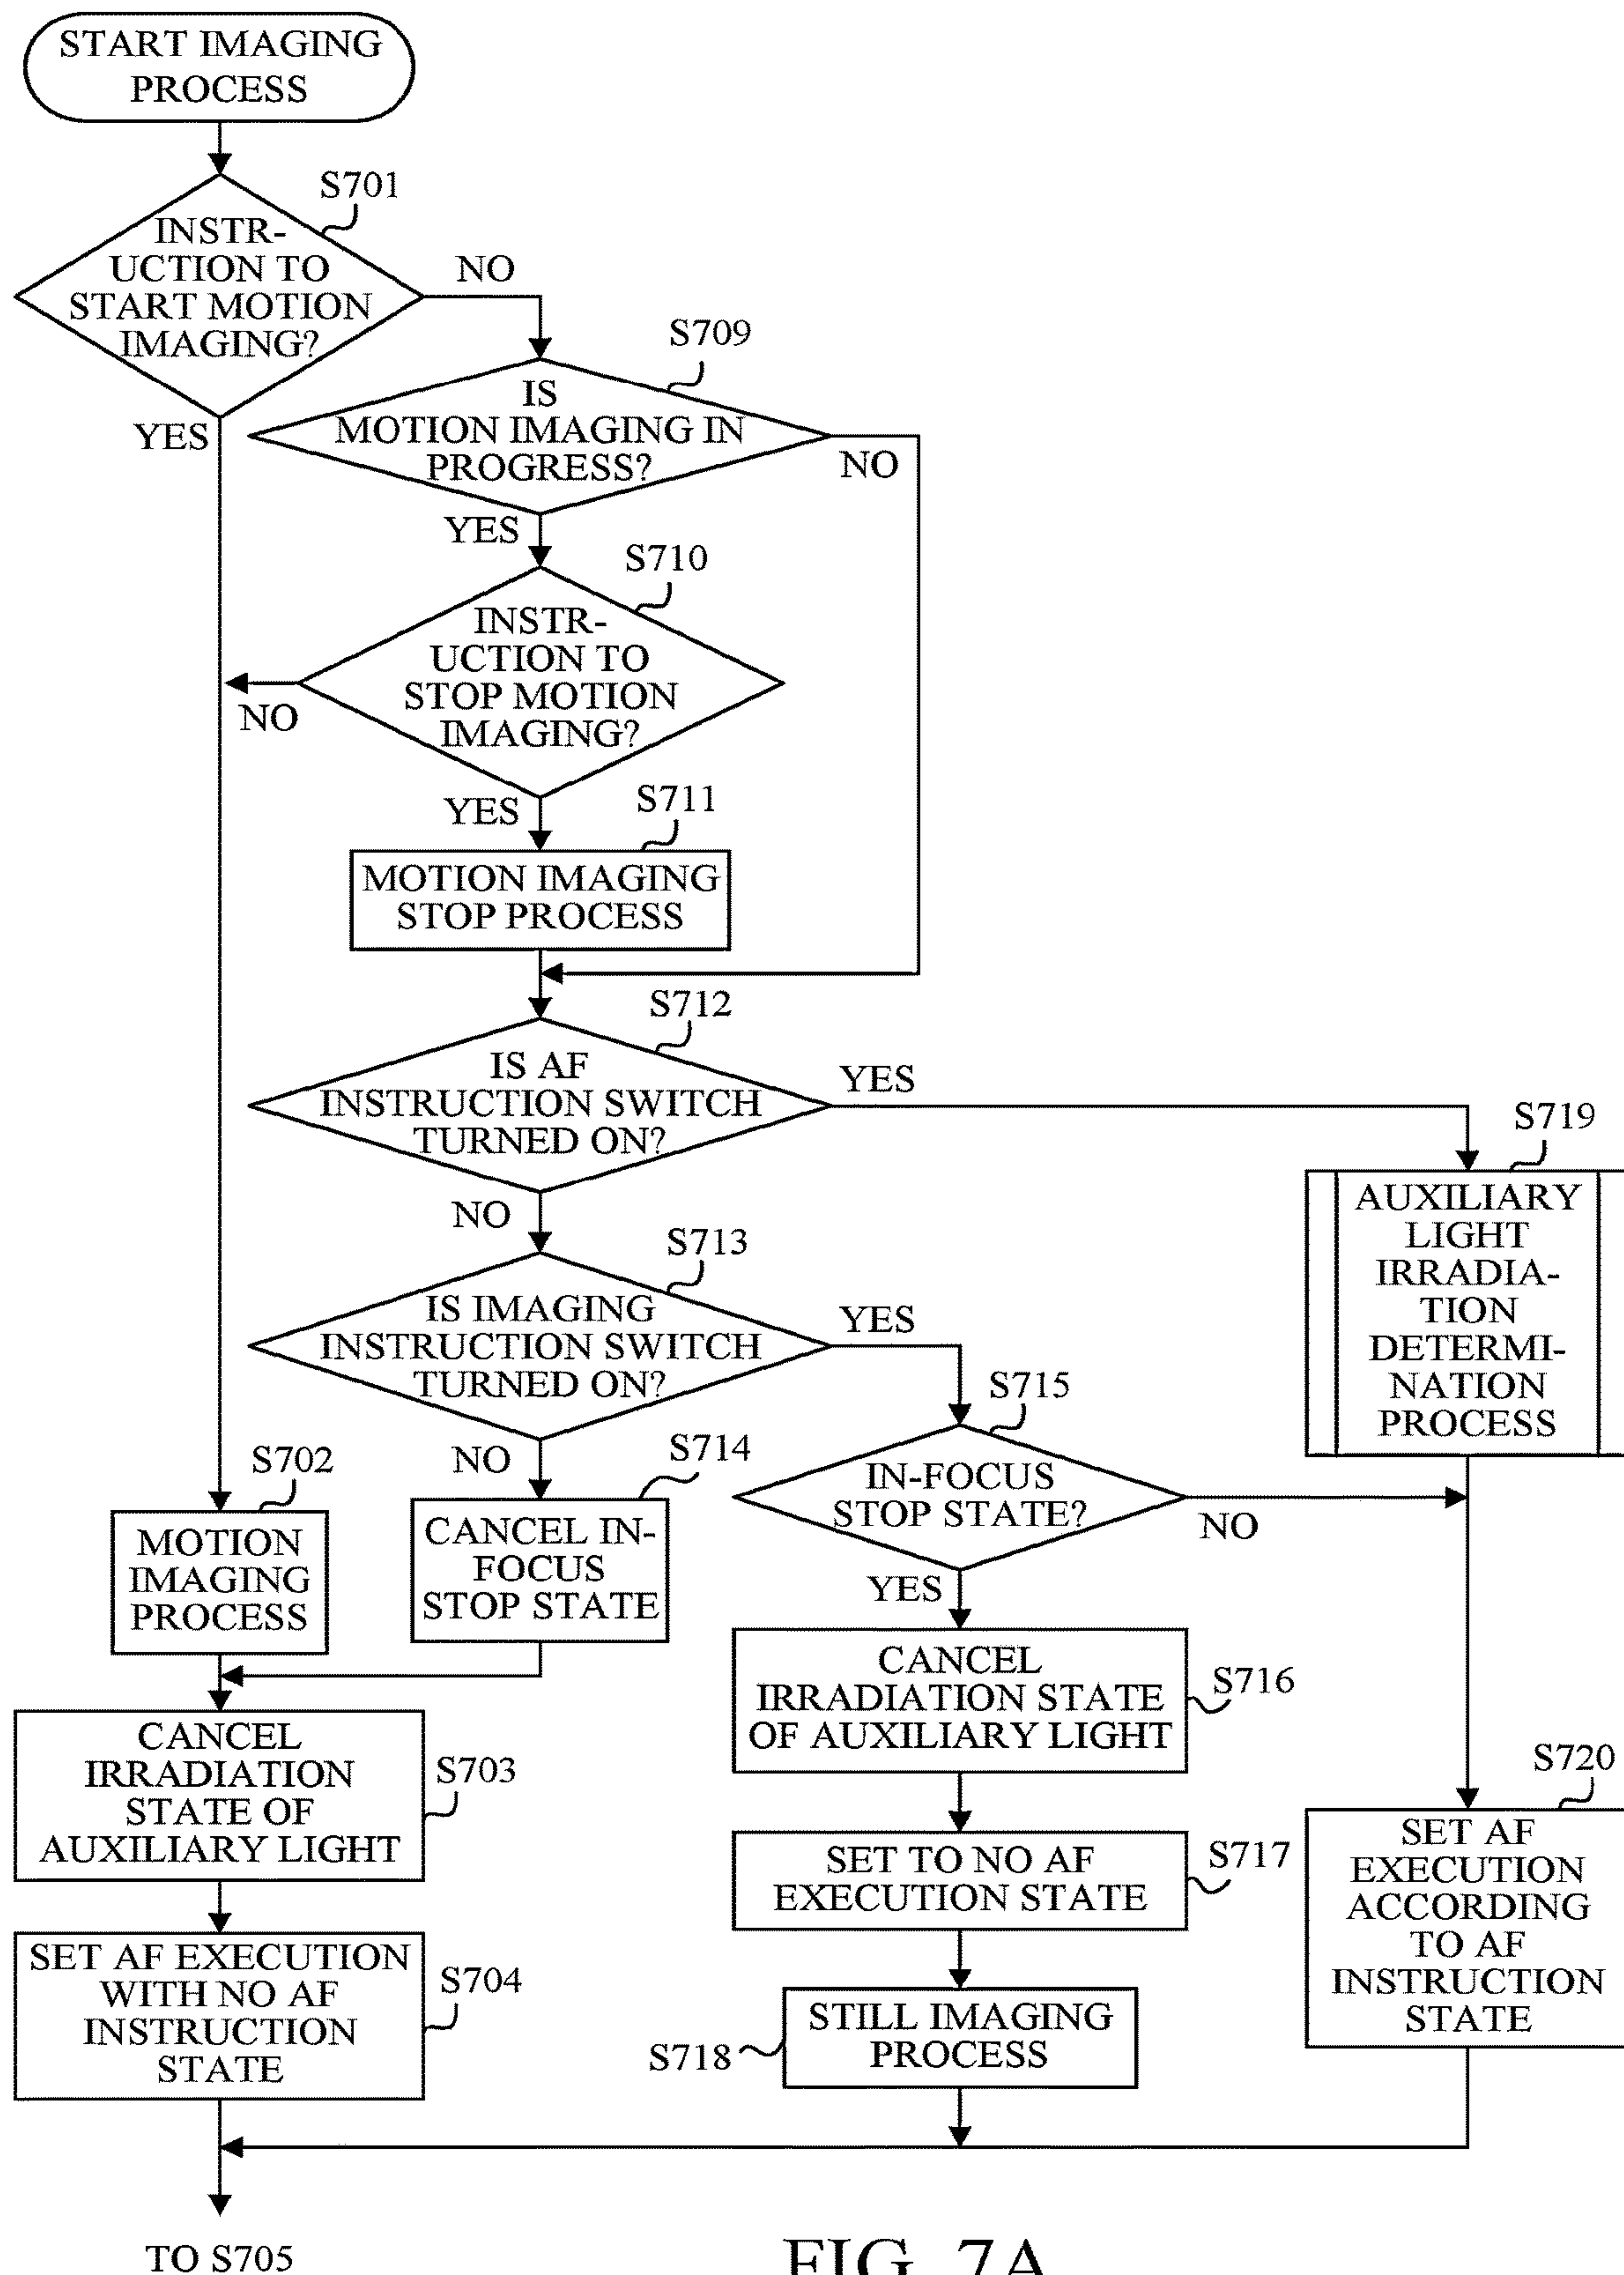 START IMAGING
PROCESS
S701
INSTR-
UCTION TO
START MOTION
IMAGING?
NO
YES
S709
IS
MOTION IMAGING IN
PROGRESS?
NO
YES
S710
INSTR-
UCTION TO
STOP MOTION
IMAGING?
NO
YES
S711
MOTION IMAGING
STOP PROCESS
S712
IS AF
INSTRUCTION SWITCH
TURNED ON?
YES
NO
S719
AUXILIARY
LIGHT
IRRADIA-
TION
DETERMI-
NATION
PROCESS
S713
IS IMAGING
INSTRUCTION SWITCH
TURNED ON?
YES
NO
S715
IN-FOCUS
STOP STATE?
NO
YES
S714
CANCEL IN-
FOCUS
STOP STATE
S702
MOTION
IMAGING
PROCESS
S703
CANCEL
IRRADIATION
STATE OF
AUXILIARY LIGHT
S704
SET AF EXECUTION
WITH NO AF
INSTRUCTION
STATE
S716
CANCEL
IRRADIATION STATE
OF AUXILIARY LIGHT
S717
SET TO NO AF
EXECUTION STATE
S718
STILL IMAGING
PROCESS
S720
SET AF
EXECUTION
ACCORDING
TO AF
INSTRUCTION
STATE
TO S705
FIG. 7A